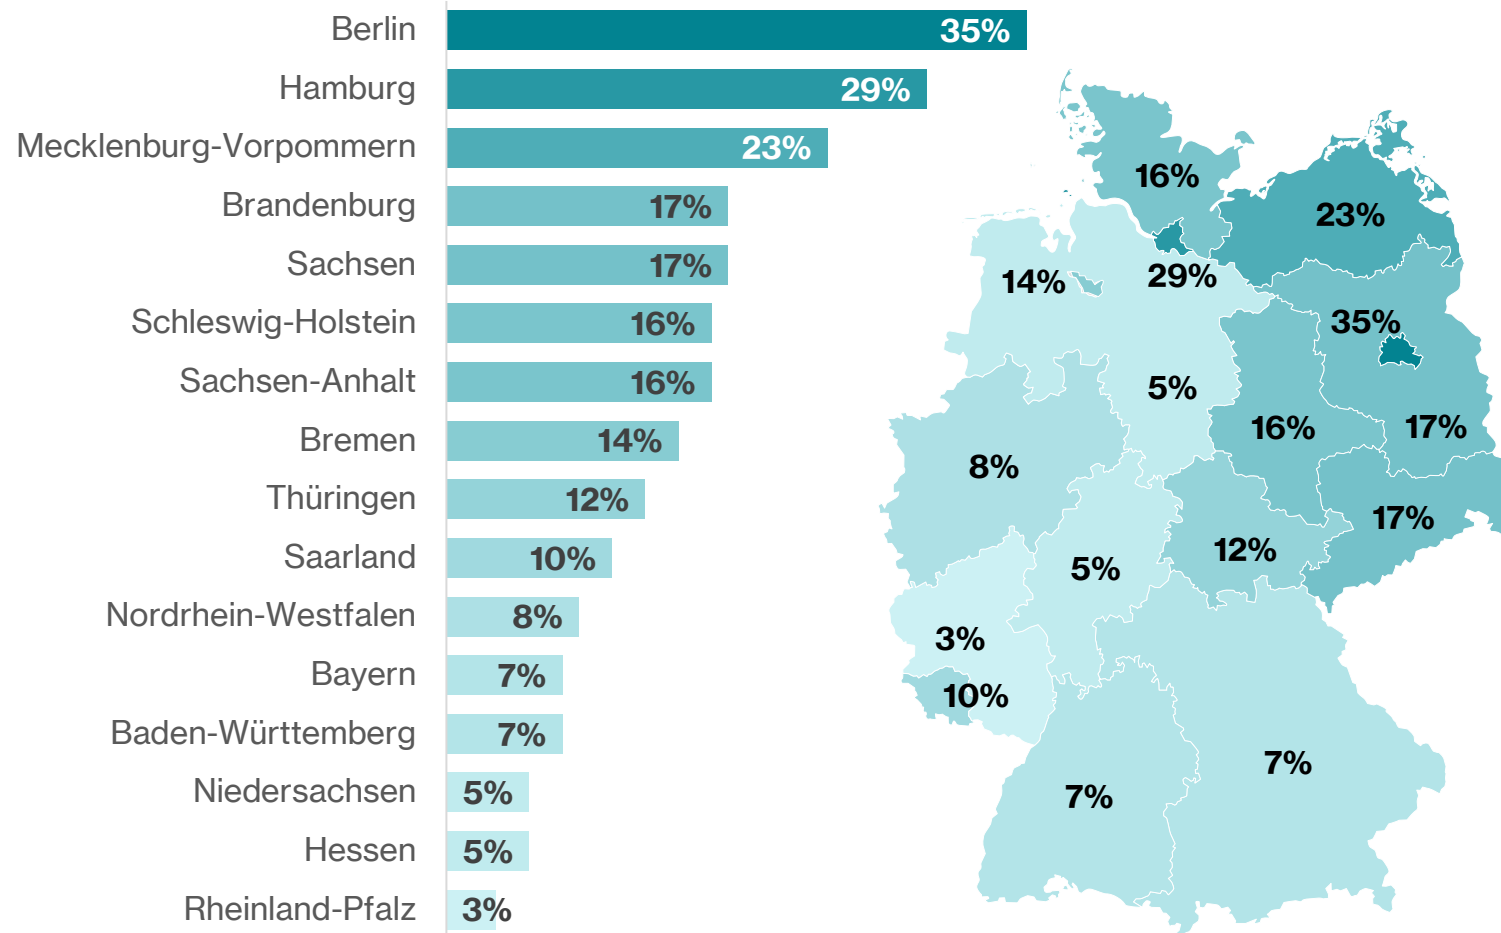 Berlin 35%
Hamburg 29%
Mecklenburg-Vorpommern 23%
Brandenburg 17%
Sachsen 17%
Schleswig-Holstein 16%
Sachsen-Anhalt 16%
Bremen 14%
Thüringen 12%
Saarland 10%
Nordrhein-Westfalen 8%
Bayern 7%
Baden-Württemberg 7%
Niedersachsen 5%
Hessen 5%
Rheinland-Pfalz 3%
16%
23%
14%
29%
35%
5%
16%
17%
8%
17%
12%
5%
3%
10%
7%
7%